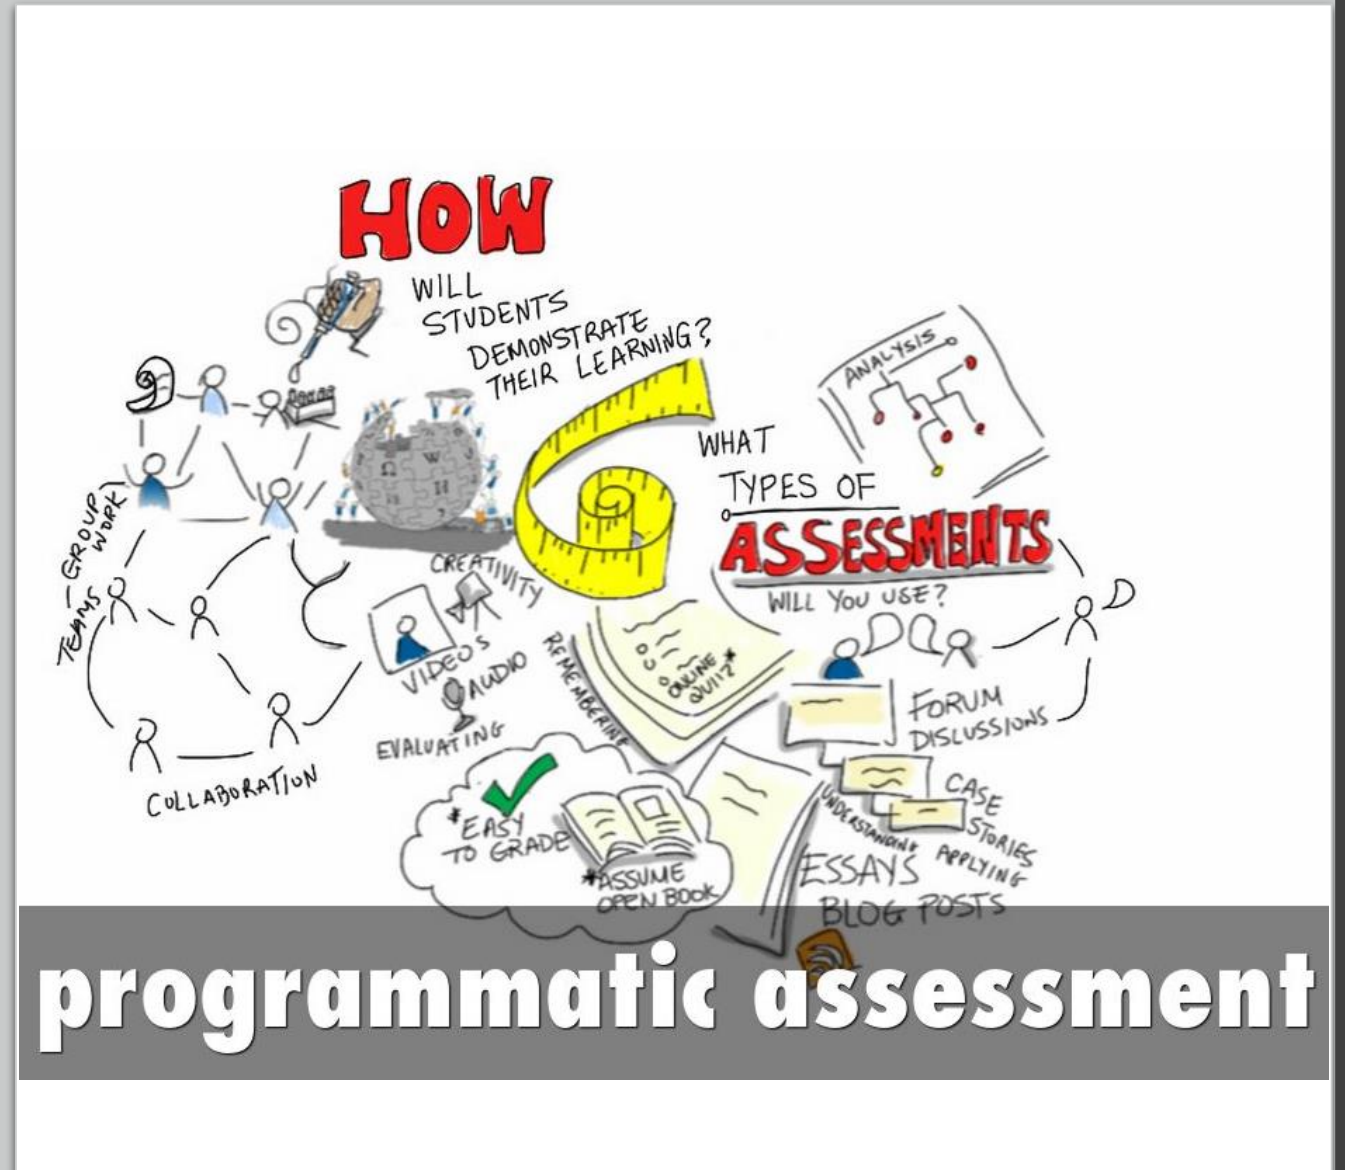 HOW
WILL
STUDENTS
DEMONSTRATE
THEIR LEARNING?
ANALYSIS
WHAT
TYPES OF
ASSESSMENTS
WILL YOU USE?
TEAMS – GROUP
WORK
COLLABORATION
CREATIVITY
VIDEOS
AUDIO
EVALUATING
REMEMBERING
ONLINE
QUIZ*
FORUM
DISCUSSIONS
CASE
STORIES
UNDERSTANDING
APPLYING
*EASY
TO GRADE
*ASSUME
OPEN BOOK
ESSAYS
BLOG POSTS
programmatic assessment
Ω
W